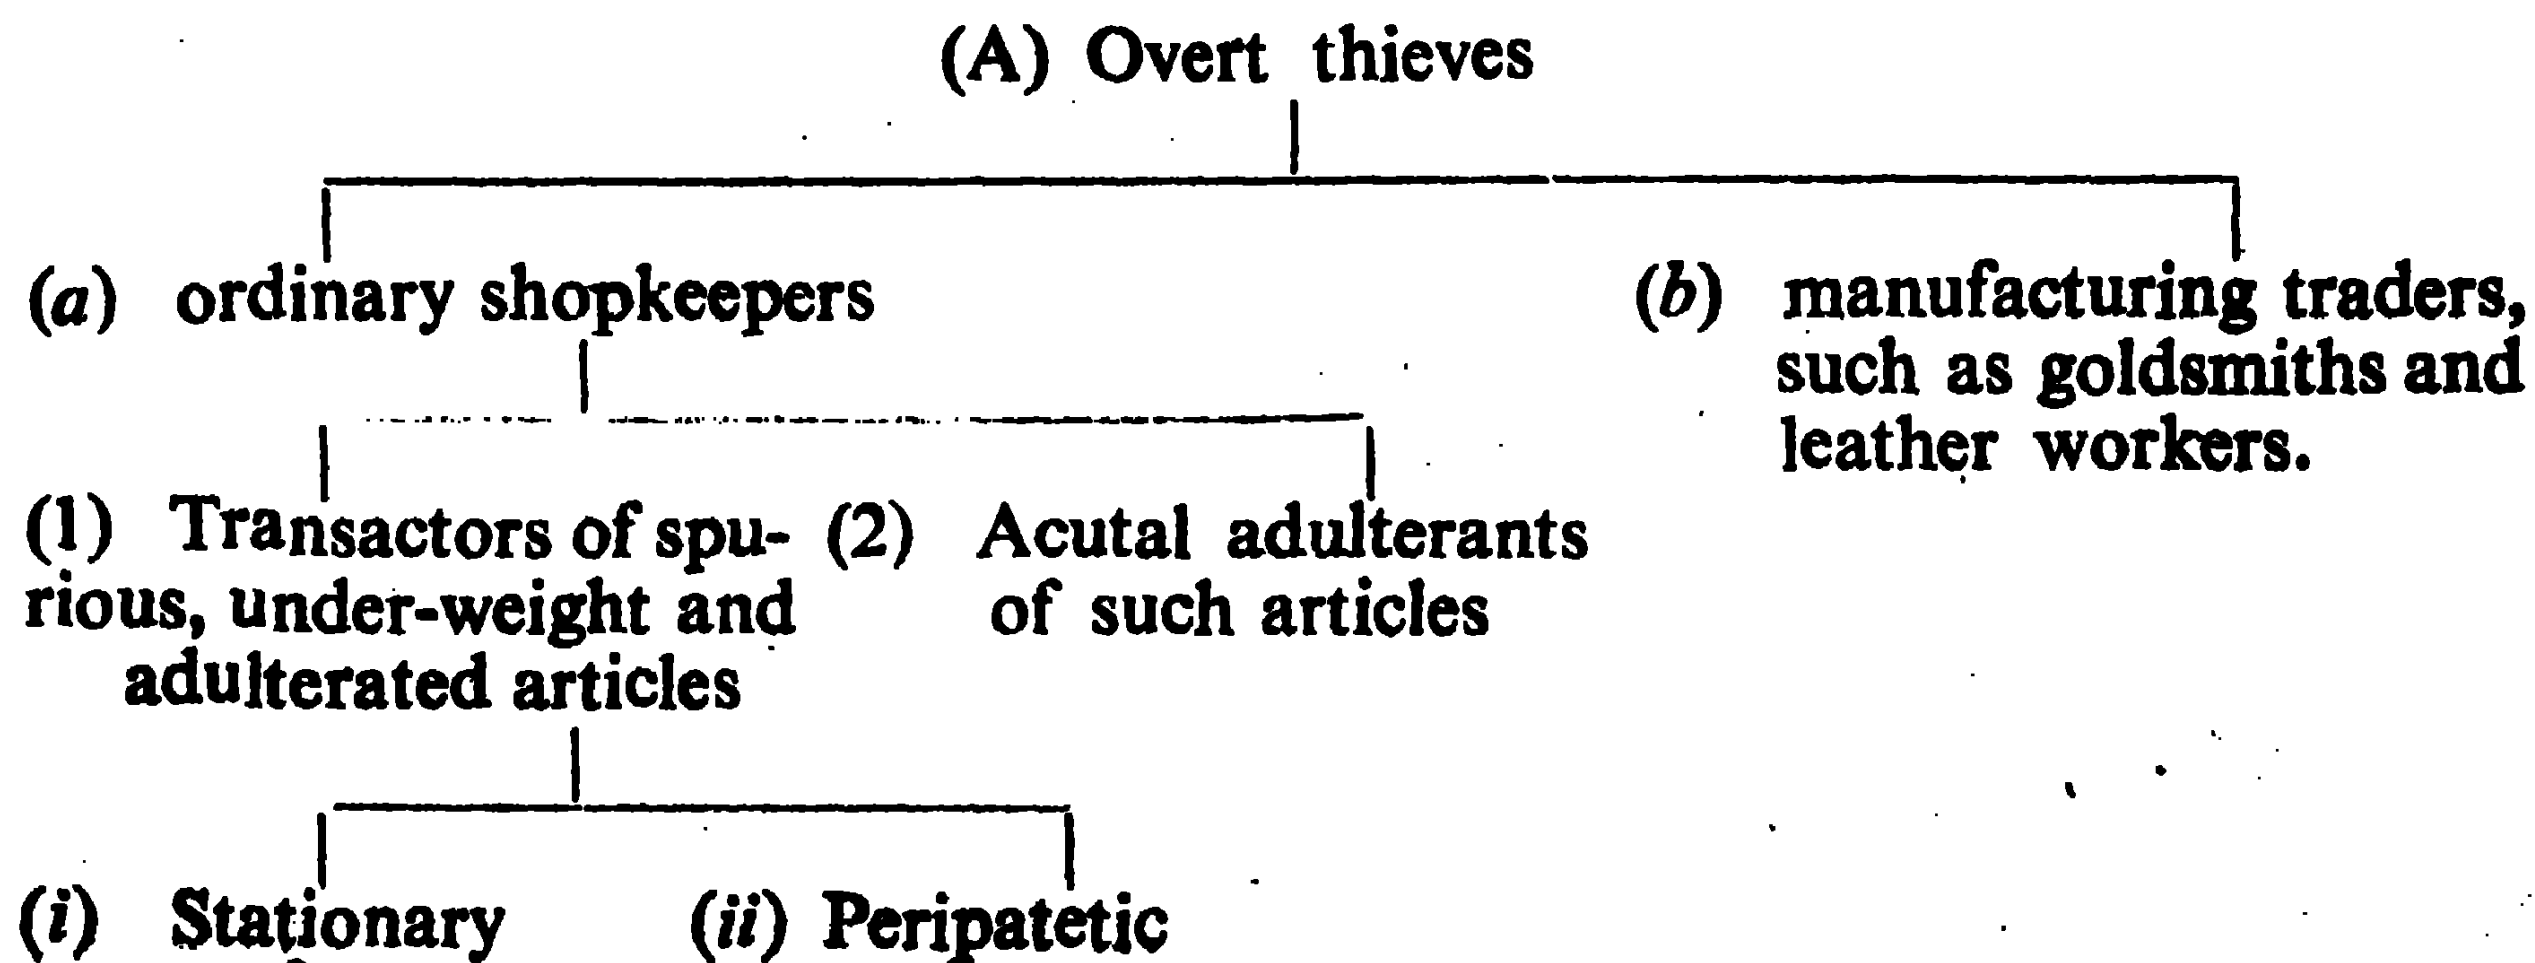 (A) Overt thieves
(a) ordinary shopkeepers
(b) manufacturing traders,
such as goldsmiths and
leather workers.
(1) Transactors of spu-
rious, under-weight and
adulterated articles
(2) Acutal adulterants
of such articles
(i) Stationary
(ii) Peripatetic